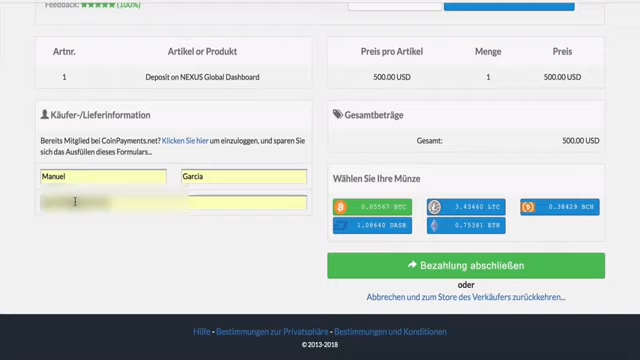 Feedback: ★★★★★ (100%)
Artnr. Artikel or Produkt Preis pro Artikel Menge Preis
1 Deposit on NEXUS Global Dashboard 500.00 USD 1 500.00 USD
Käufer-/Lieferinformation
Bereits Mitglied bei CoinPayments.net? Klicken Sie hier um einzuloggen, und sparen Sie
sich das Ausfüllen dieses Formulars...
Manuel Garcia
Gesamtbeträge
Gesamt: 500.00 USD
Wählen Sie Ihre Münze
0.05567 BTC 3.43460 LTC 0.38429 BCH
1.08640 DASH 0.75381 ETH
Bezahlung abschließen
oder
Abbrechen und zum Store des Verkäufers zurückkehren...
Hilfe - Bestimmungen zur Privatsphäre - Bestimmungen und Konditionen
© 2013-2018